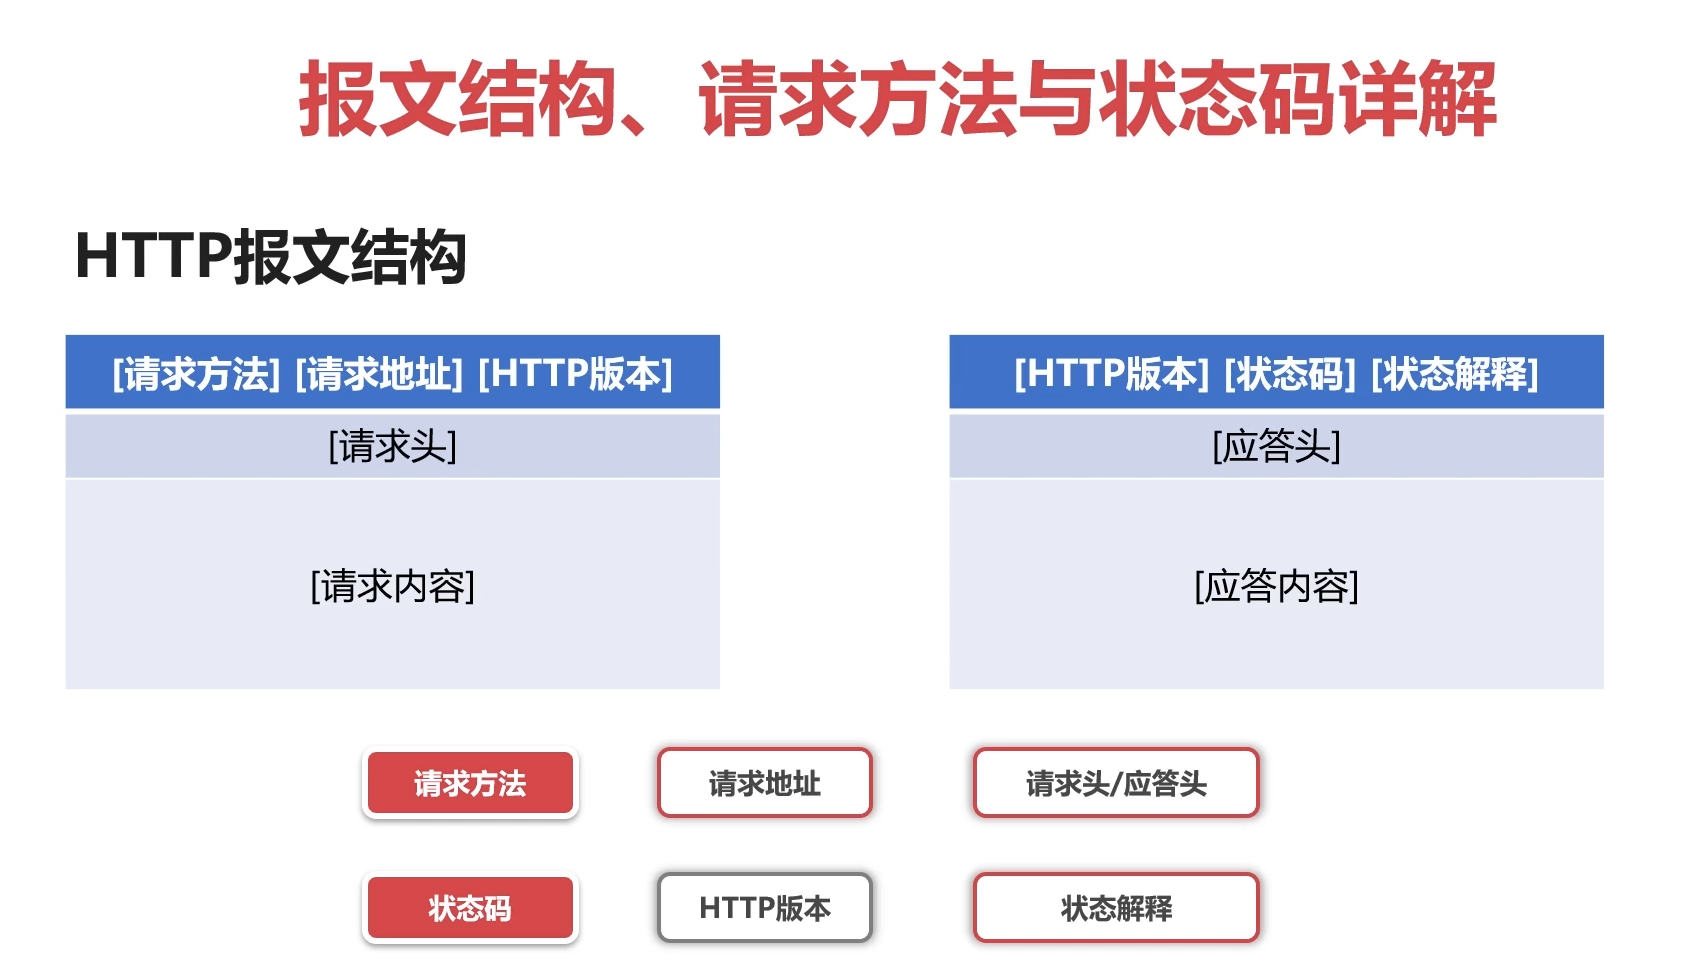 报文结构、请求方法与状态码详解
HTTP报文结构
[请求方法] [请求地址] [HTTP版本]
[请求头]
[请求内容]
[HTTP版本] [状态码] [状态解释]
[应答头]
[应答内容]
请求方法
请求地址
请求头/应答头
状态码
HTTP版本
状态解释